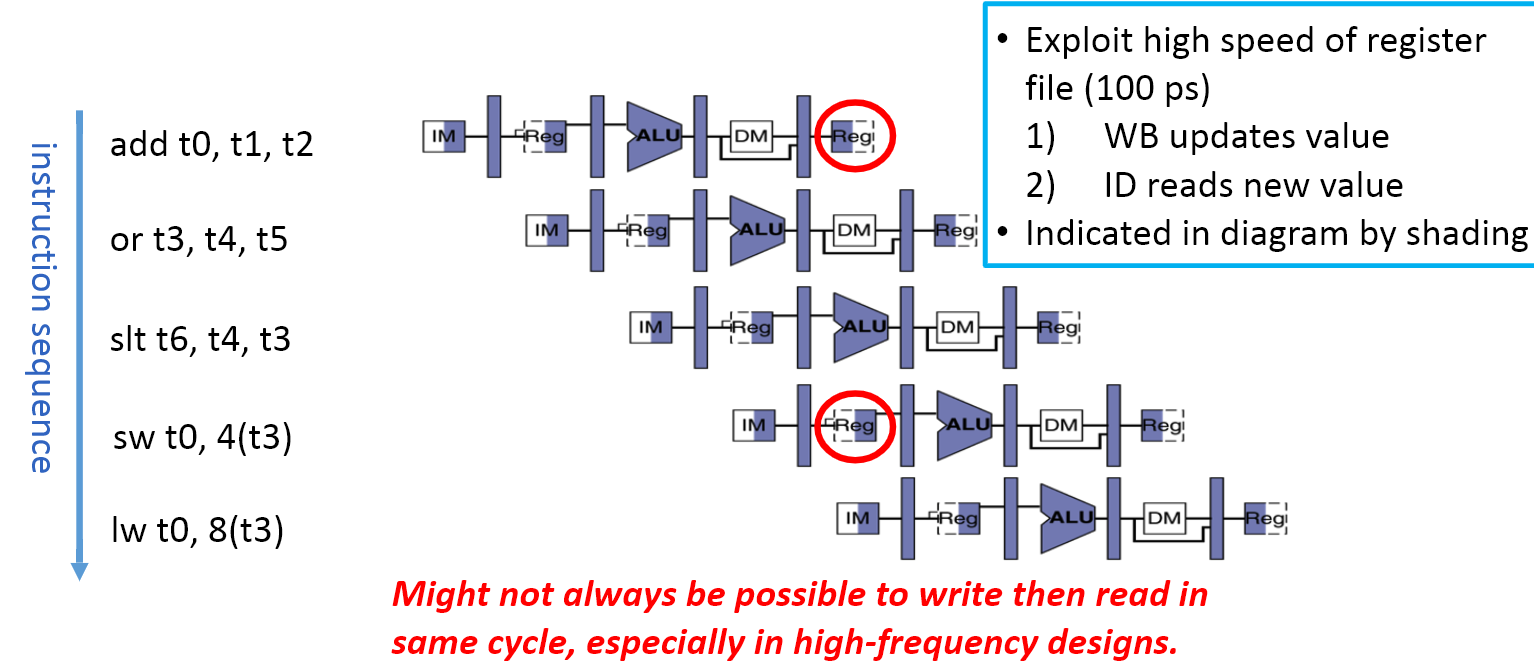 • Exploit high speed of register
file (100 ps)
1) WB updates value
2) ID reads new value
• Indicated in diagram by shading
instruction sequence
add t0, t1, t2
IM Reg ALU DM Reg
or t3, t4, t5
IM Reg ALU DM Reg
slt t6, t4, t3
IM Reg ALU DM Reg
sw t0, 4(t3)
IM Reg ALU DM Reg
lw t0, 8(t3)
IM Reg ALU DM Reg
Might not always be possible to write then read in
same cycle, especially in high-frequency designs.